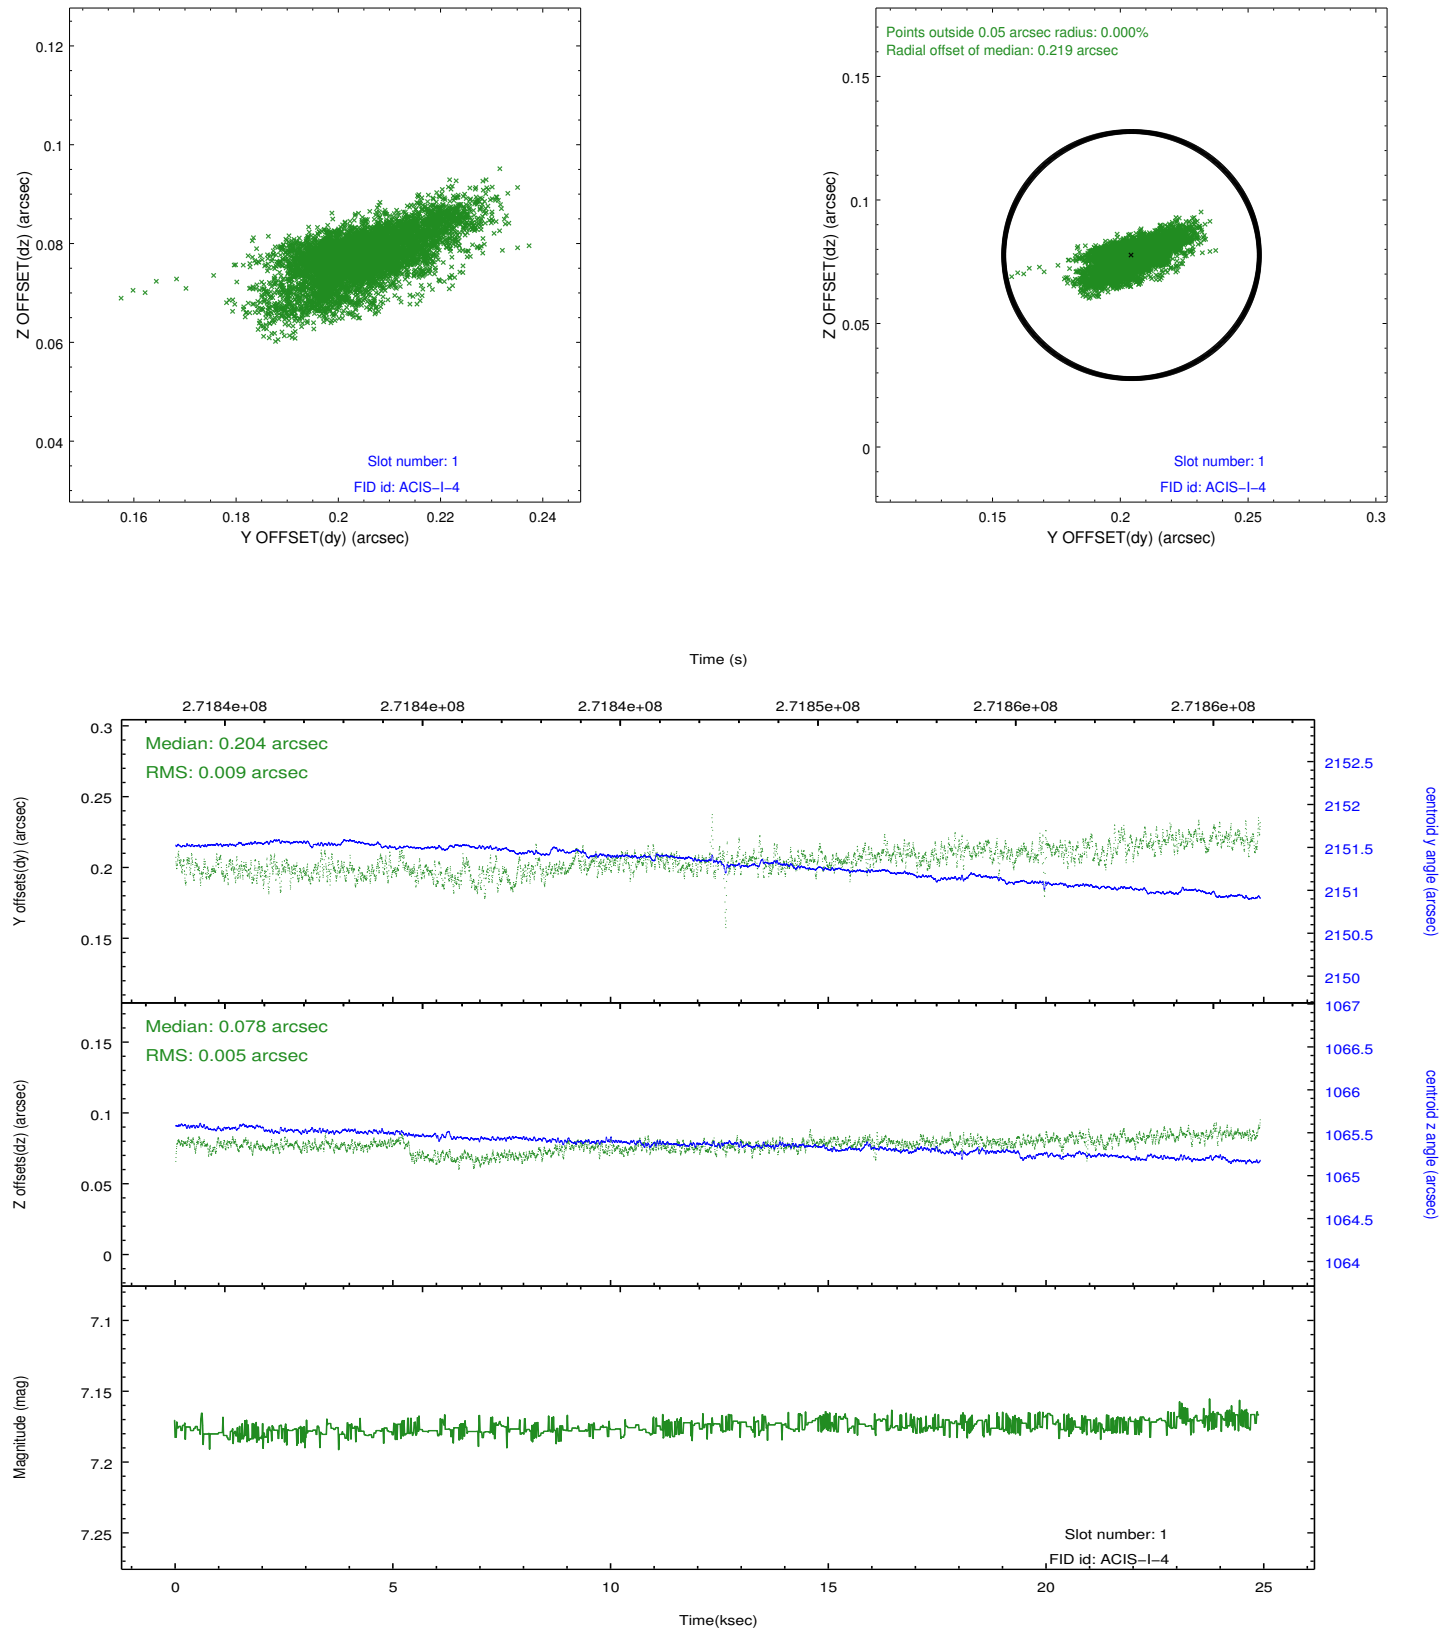 0.12
0.1
0.08
0.06
0.04
Z OFFSET(dz) (arcsec)
Slot number: 1
FID id: ACIS−I−4
0.16 0.18 0.2 0.22 0.24
Y OFFSET(dy) (arcsec)
Points outside 0.05 arcsec radius: 0.000%
Radial offset of median: 0.219 arcsec
0.15
0.1
0.05
0
Z OFFSET(dz) (arcsec)
Slot number: 1
FID id: ACIS−I−4
0.15 0.2 0.25 0.3
Y OFFSET(dy) (arcsec)
Time (s)
2.7184e+08 2.7184e+08 2.7184e+08 2.7185e+08 2.7186e+08 2.7186e+08
Median: 0.204 arcsec
RMS: 0.009 arcsec
0.3
0.25
0.2
0.15
Y offsets(dy) (arcsec)
2152.5
2152
2151.5
2151
2150.5
2150
centroid y angle (arcsec)
Median: 0.078 arcsec
RMS: 0.005 arcsec
0.15
0.1
0.05
0
Z offsets(dz) (arcsec)
1067
1066.5
1066
1065.5
1065
1064.5
1064
centroid z angle (arcsec)
7.1
7.15
7.2
7.25
Magnitude (mag)
Slot number: 1
FID id: ACIS−I−4
0 5 10 15 20 25
Time(ksec)